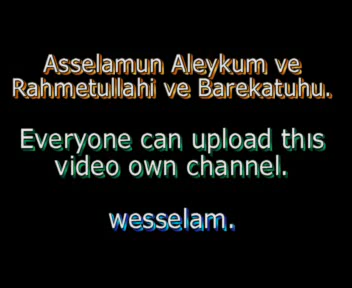 Asselamun Aleykum ve
Rahmetullahi ve Barekatuhu.
Everyone can upload thıs
video own channel.
wesselam.